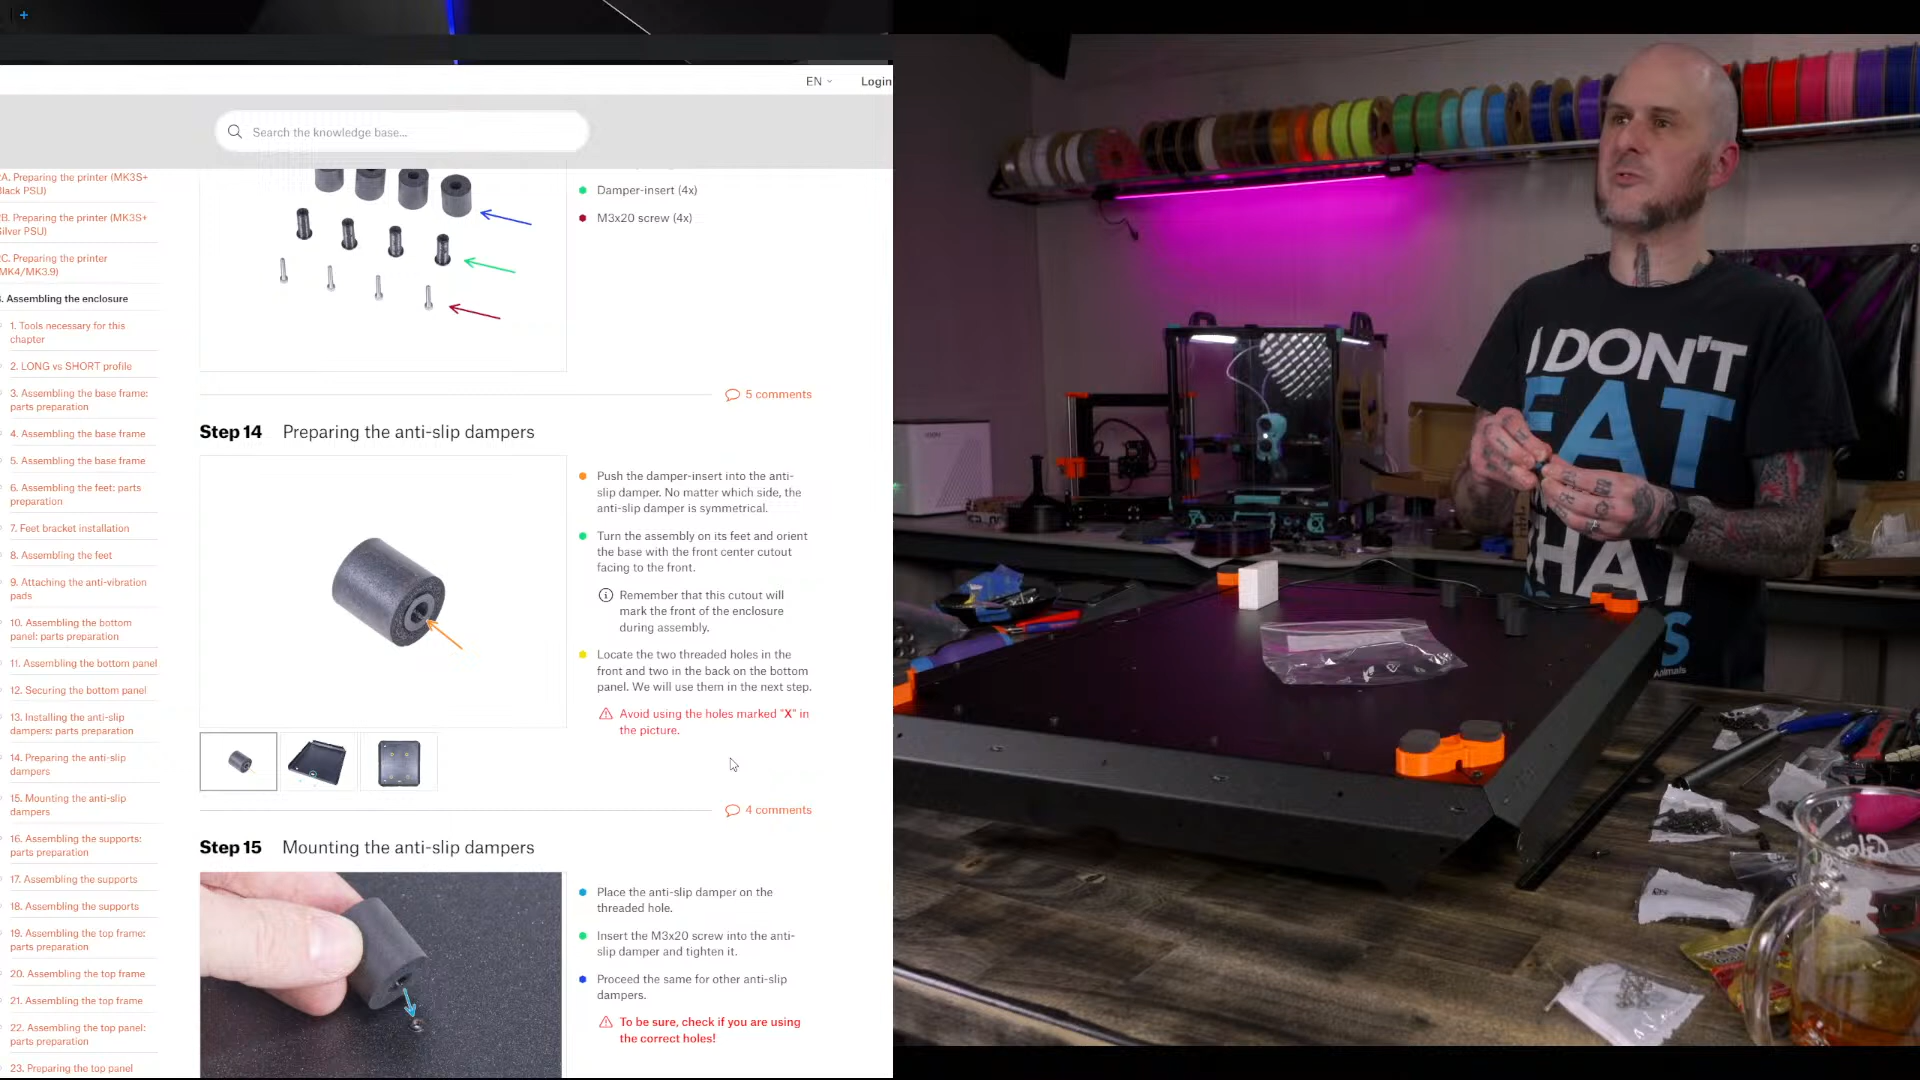 EN
Login
Search the knowledge base...
2A. Preparing the printer (MK3S+
Black PSU)
2B. Preparing the printer (MK3S+
Silver PSU)
2C. Preparing the printer
(MK4/MK3.9)
3. Assembling the enclosure
1. Tools necessary for this
chapter
2. LONG vs SHORT profile
3. Assembling the base frame:
parts preparation
4. Assembling the base frame
5. Assembling the base frame
6. Assembling the feet: parts
preparation
7. Feet bracket installation
8. Assembling the feet
9. Attaching the anti-vibration
pads
10. Assembling the bottom
panel: parts preparation
11. Assembling the bottom panel
12. Securing the bottom panel
13. Installing the anti-slip
dampers: parts preparation
14. Preparing the anti-slip
dampers
15. Mounting the anti-slip
dampers
16. Assembling the supports:
parts preparation
17. Assembling the supports
18. Assembling the supports
19. Assembling the top frame:
parts preparation
20. Assembling the top frame
21. Assembling the top frame
22. Assembling the top panel:
parts preparation
23. Preparing the top panel
Damper-insert (4x)
M3x20 screw (4x)
5 comments
Step 14 Preparing the anti-slip dampers
Push the damper-insert into the anti-
slip damper. No matter which side, the
anti-slip damper is symmetrical.
Turn the assembly on its feet and orient
the base with the front center cutout
facing to the front.
Remember that this cutout will
mark the front of the enclosure
during assembly.
Locate the two threaded holes in the
front and two in the back on the bottom
panel. We will use them in the next step.
Avoid using the holes marked "X" in
the picture.
4 comments
Step 15 Mounting the anti-slip dampers
Place the anti-slip damper on the
threaded hole.
Insert the M3x20 screw into the anti-
slip damper and tighten it.
Proceed the same for other anti-slip
dampers.
To be sure, check if you are using
the correct holes!
I DON'T
EAT
HAT
S
Animals